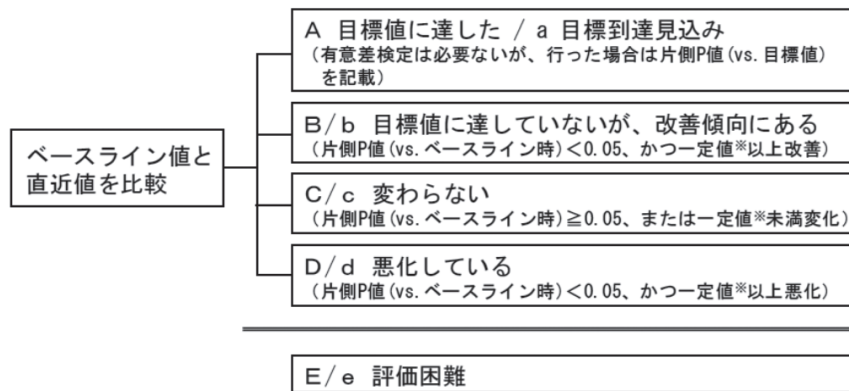 A 目標値に達した / a 目標到達見込み
(有意差検定は必要ないが、行った場合は片側P値(vs.目標値)
を記載)
B/b 目標値に達していないが、改善傾向にある
(片側P値(vs.ベースライン時)<0.05、かつ一定値※以上改善)
ベースライン値と
直近値を比較
C/c 変わらない
(片側P値(vs.ベースライン時)≧0.05、または一定値※未満変化)
D/d 悪化している
(片側P値(vs.ベースライン時)<0.05、かつ一定値※以上悪化)
E/e 評価困難